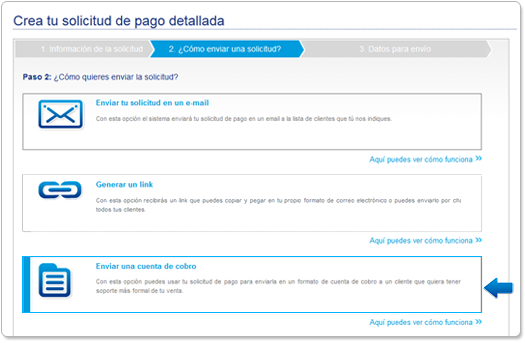 Crea tu solicitud de pago detallada
1. Información de la solicitud
2. ¿Cómo enviar una solicitud?
3. Datos para envío
Paso 2: ¿Cómo quieres enviar la solicitud?
Enviar tu solicitud en un e-mail
Con esta opción el sistema enviará tu solicitud de pago en un email a la lista de clientes que tú nos indiques.
Aquí puedes ver cómo funciona »
Generar un link
Con esta opción recibirás un link que puedes copiar y pegar en tu propio formato de correo electrónico o puedes enviarlo por
todos tus clientes.
Aquí puedes ver cómo funciona »
Enviar una cuenta de cobro
Con esta opción puedes usar tu solicitud de pago para enviarla en un formato de cuenta de cobro a un cliente que quiera tener
soporte más formal de tu venta.
Aquí puedes ver cómo funciona »